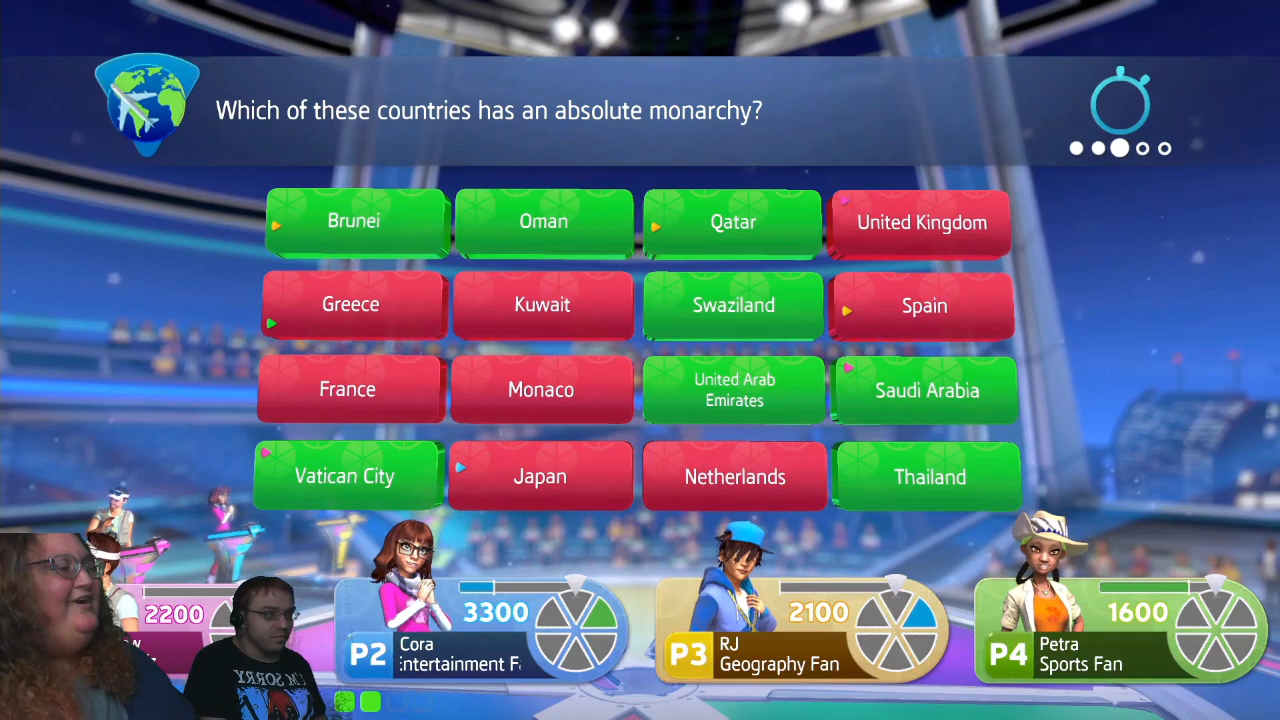 Which of these countries has an absolute monarchy?
Brunei
Oman
Qatar
United Kingdom
Greece
Kuwait
Swaziland
Spain
France
Monaco
United Arab
Emirates
Saudi Arabia
Vatican City
Japan
Netherlands
Thailand
2200
P2
3300
Cora
Entertainment F
P3
2100
RJ
Geography Fan
P4
1600
Petra
Sports Fan
I'M SORRY